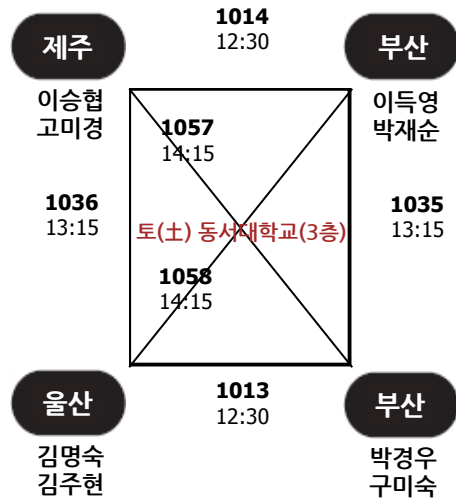 1014
12:30
제주
부산
이승협
고미경
이득영
박재순
1057
14:15
1036
13:15
1035
13:15
토(土) 동서대학교(3층)
1058
14:15
울산
1013
12:30
부산
김명숙
김주현
박경우
구미숙